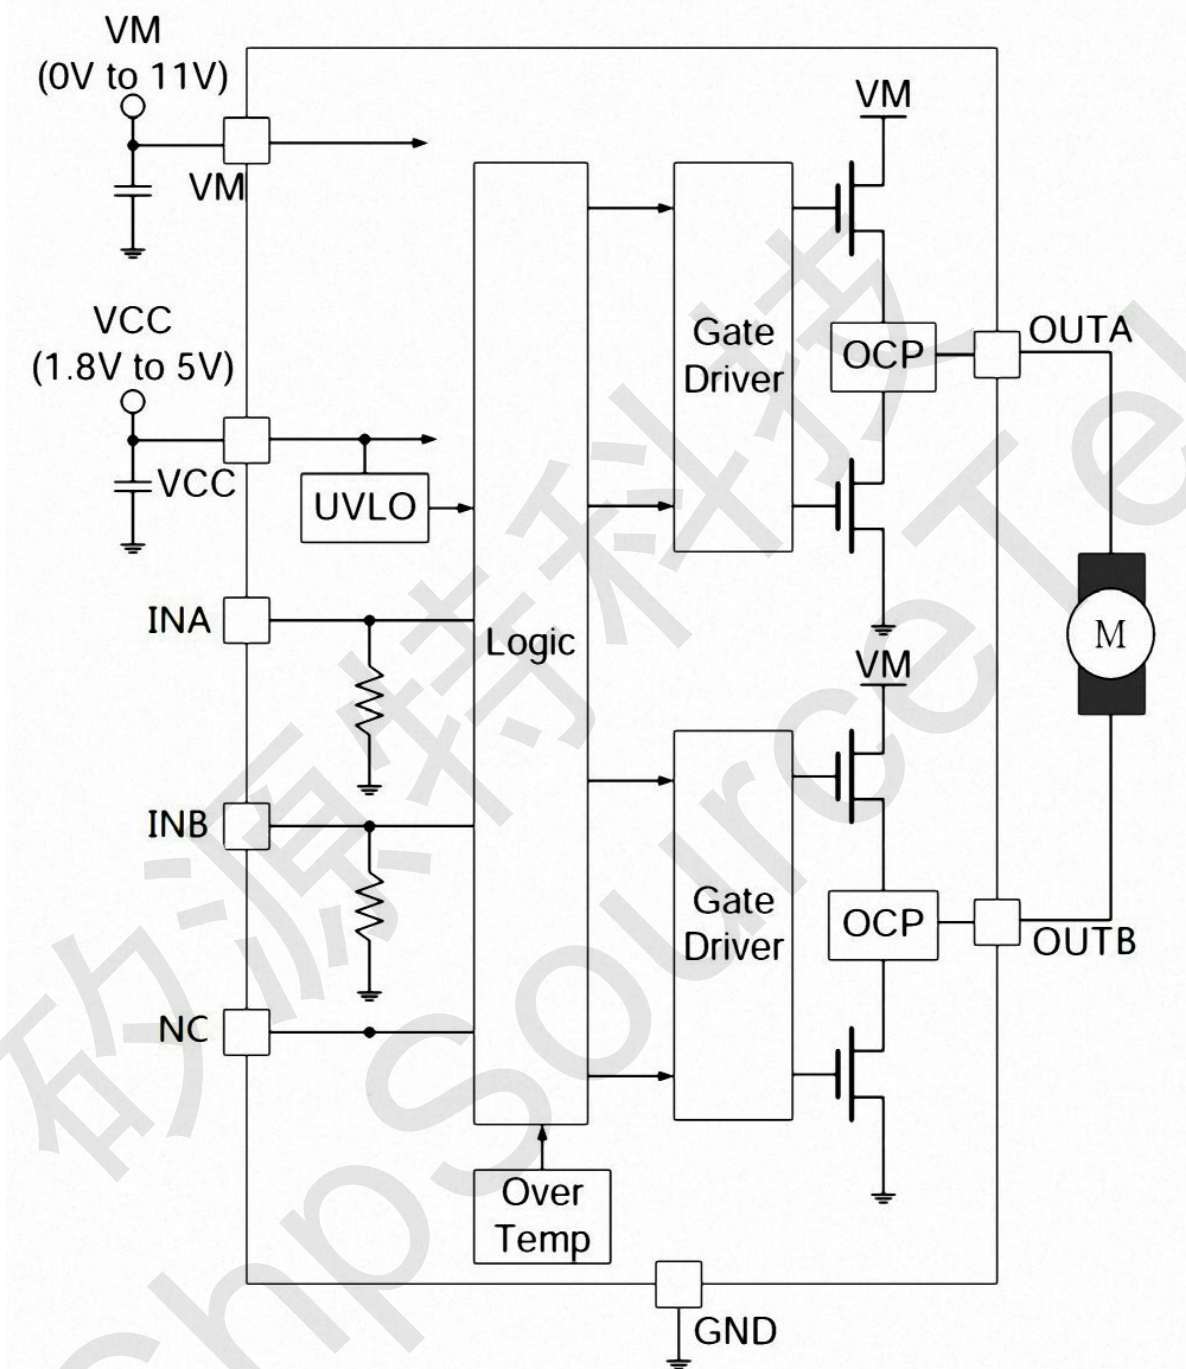 VM
(0V to 11V)
VM
VM
VCC
(1.8V to 5V)
VCC
UVLO
INA
INB
NC
Logic
Gate
Driver
OCP
OUTA
M
VM
Gate
Driver
OCP
OUTB
Over
Temp
GND
矽源特科技
ChpSourceTel